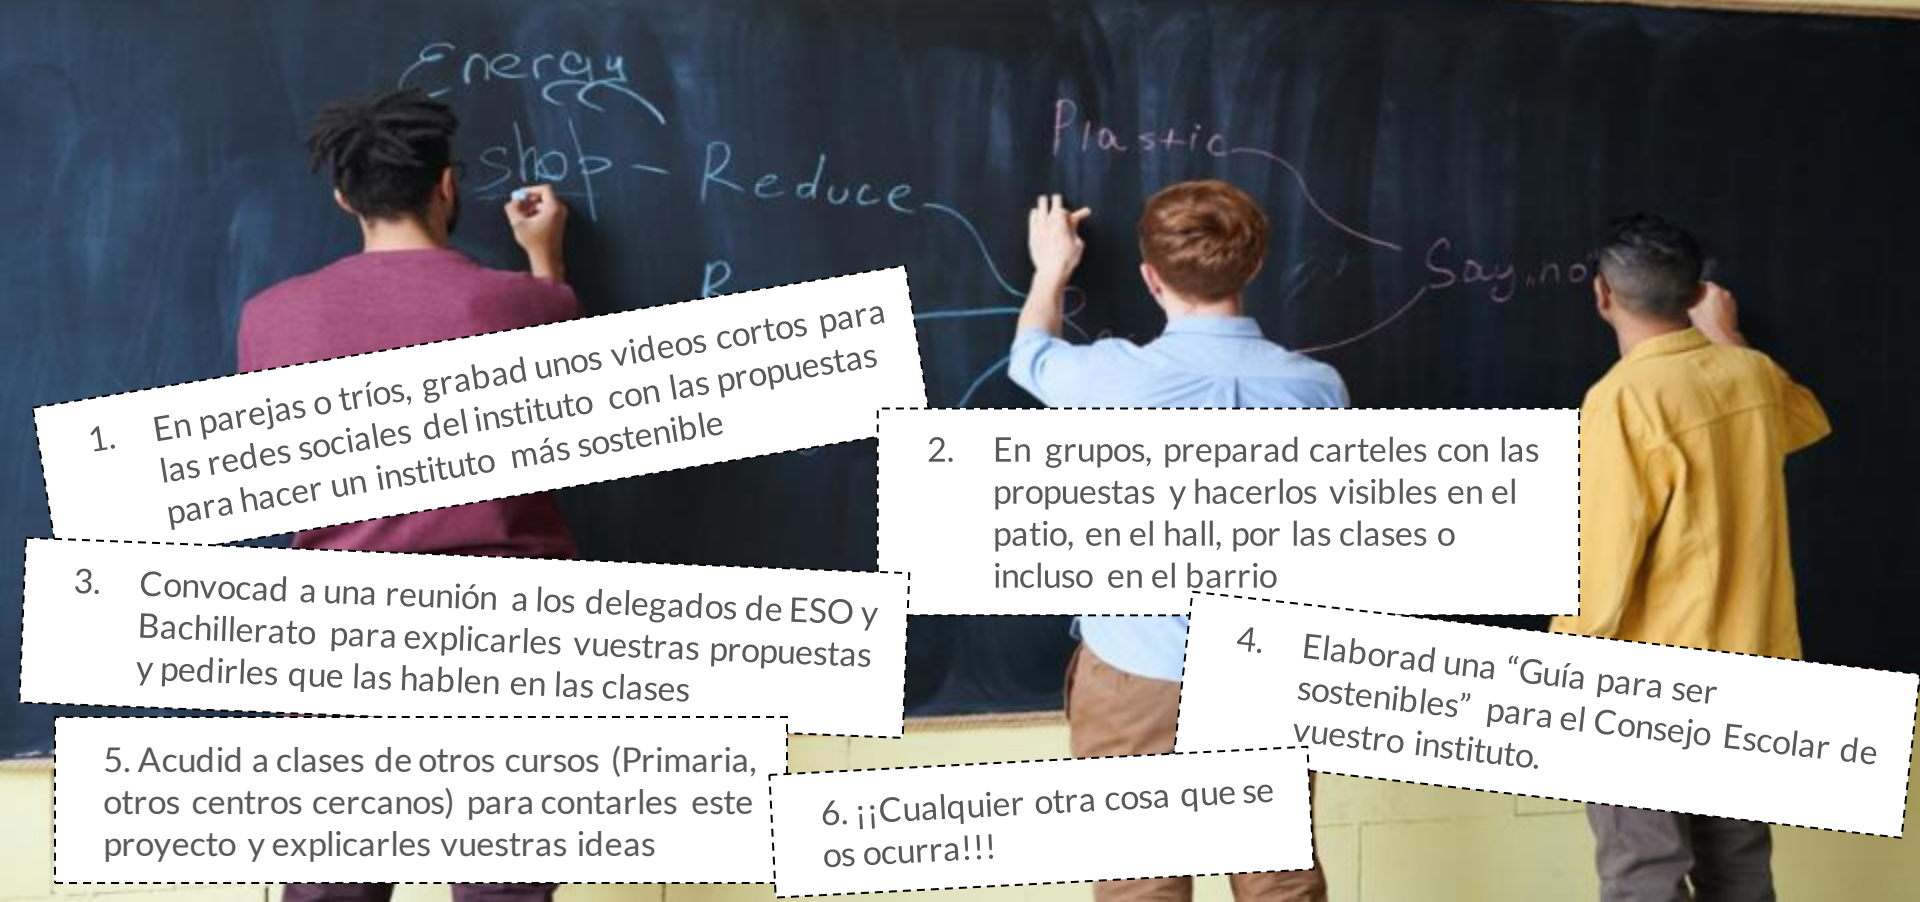 Energy
shop – Reduce
Plastic
Say "no"
1. En parejas o tríos, grabad unos videos cortos para
las redes sociales del instituto con las propuestas
para hacer un instituto más sostenible
2. En grupos, preparad carteles con las
propuestas y hacerlos visibles en el
patio, en el hall, por las clases o
incluso en el barrio
3. Convocad a una reunión a los delegados de ESO y
Bachillerato para explicarles vuestras propuestas
y pedirles que las hablen en las clases
4. Elaborad una “Guía para ser
sostenibles” para el Consejo Escolar de
vuestro instituto.
5. Acudid a clases de otros cursos (Primaria,
otros centros cercanos) para contarles este
proyecto y explicarles vuestras ideas
6. ¡¡Cualquier otra cosa que se
os ocurra!!!